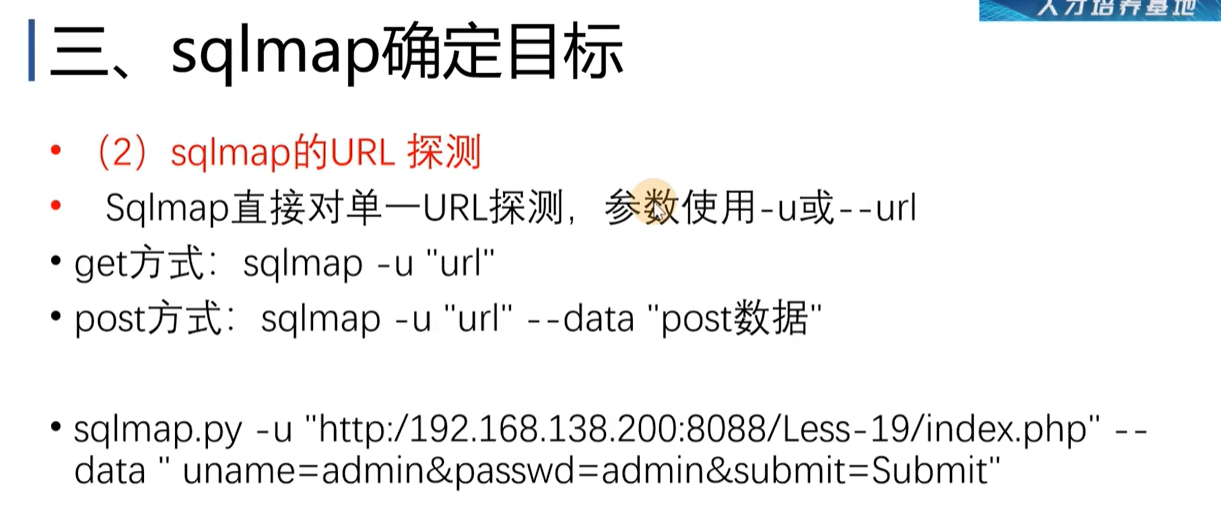 人才培养基地
三、sqlmap确定目标
• （2）sqlmap的URL 探测
• Sqlmap直接对单一URL探测，参数使用-u或--url
• get方式：sqlmap -u "url"
• post方式：sqlmap -u "url" --data "post数据"
• sqlmap.py -u "http:/192.168.138.200:8088/Less-19/index.php" --
data " uname=admin&passwd=admin&submit=Submit"